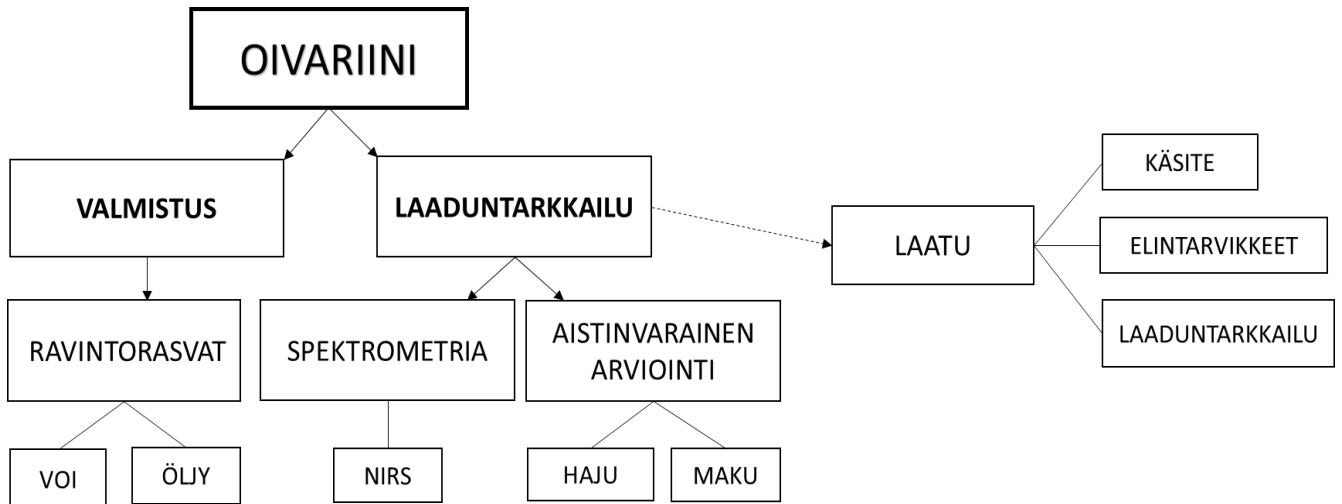 OIVARIINI
VALMISTUS
LAADUNTARKKAILU
LAATU
KÄSITE
ELINTARVIKKEET
LAADUNTARKKAILU
RAVINTORASVAT
SPEKTROMETRIA
AISTINVARAINEN
ARVIOINTI
VOI
ÖLJY
NIRS
HAJU
MAKU